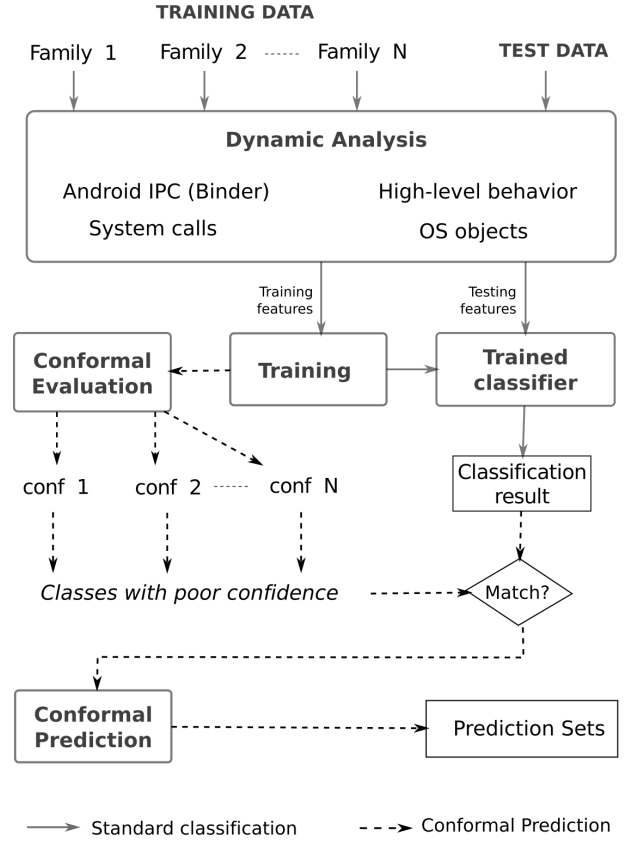 TRAINING DATA
Family 1
Family 2
Family N
TEST DATA
Dynamic Analysis
Android IPC (Binder)
High-level behavior
System calls
OS objects
Training
features
Testing
features
Conformal
Evaluation
Training
Trained
classifier
conf 1
conf 2
conf N
Classification
result
Classes with poor confidence
Match?
Conformal
Prediction
Prediction Sets
Standard classification
Conformal Prediction